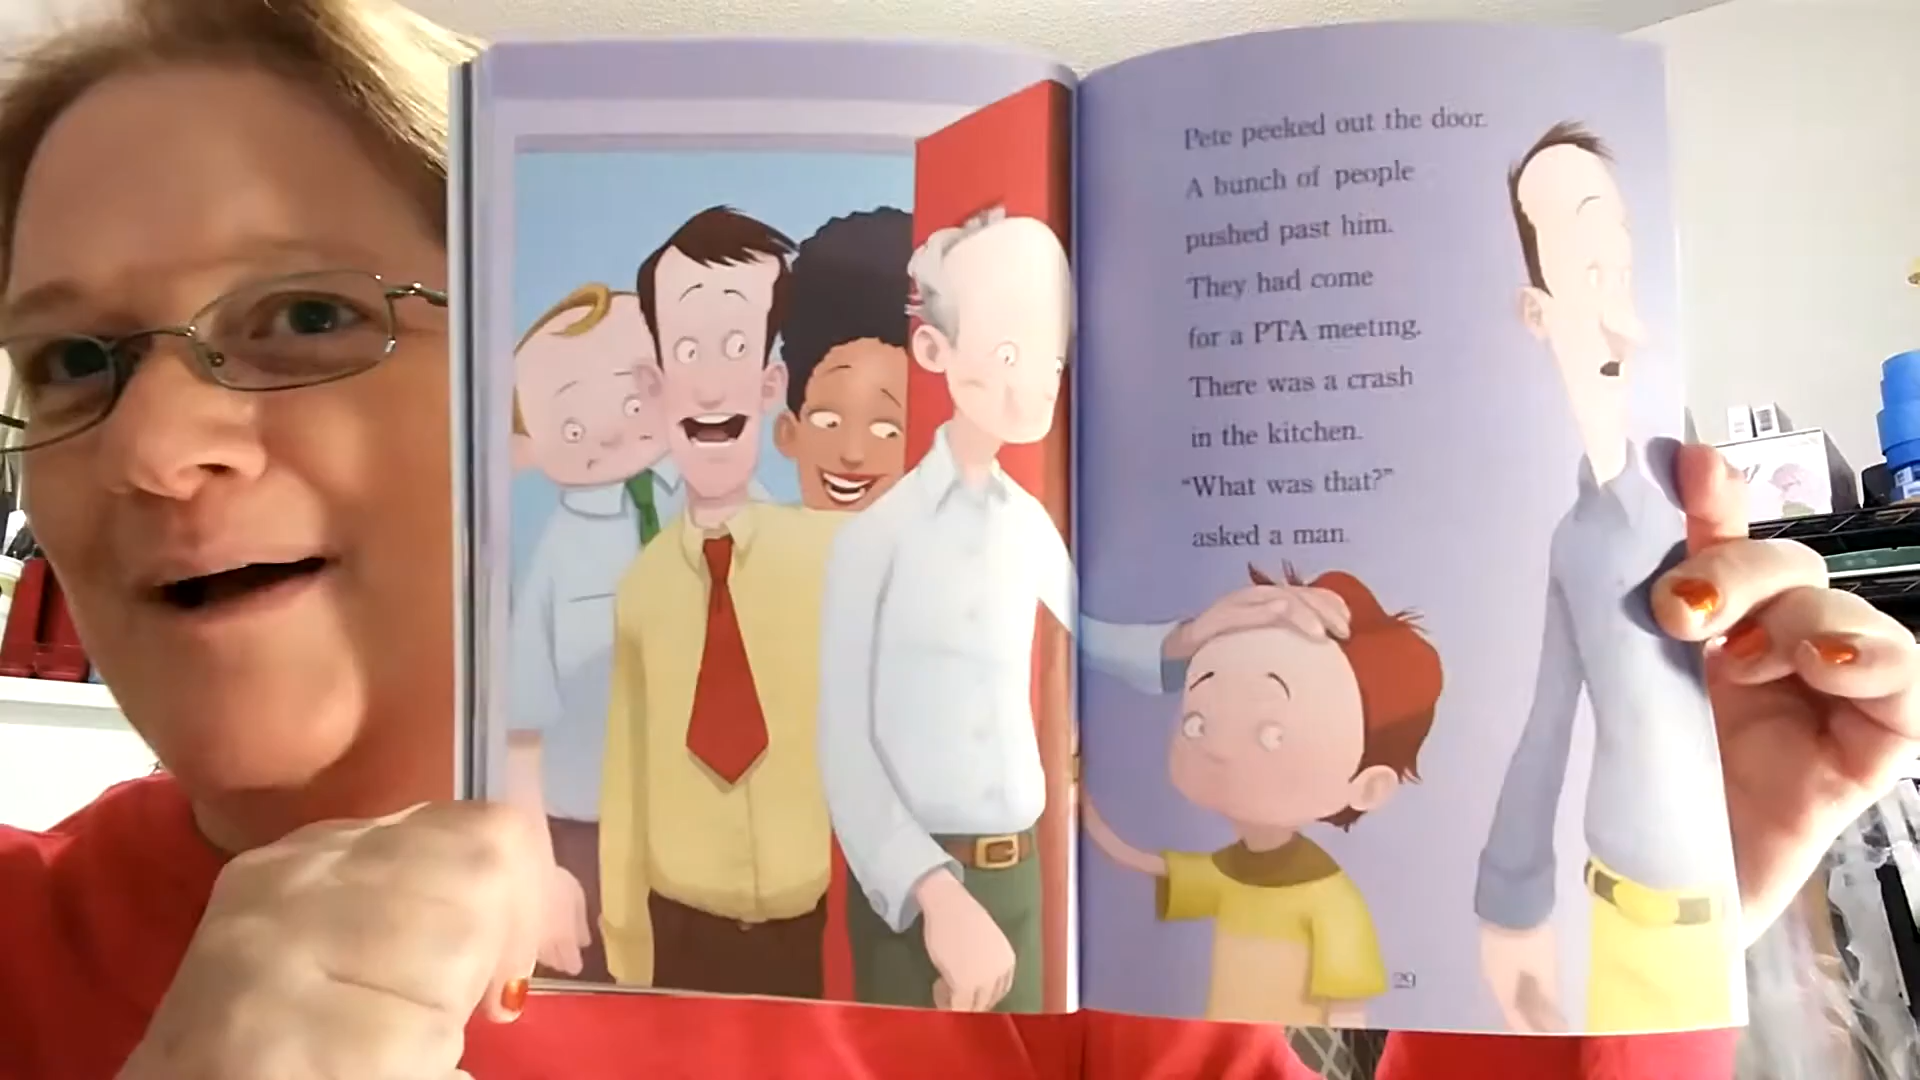 Pete peeked out the door.
A bunch of people
pushed past him.
They had come
for a PTA meeting.
There was a crash
in the kitchen.
“What was that?”
asked a man.
29